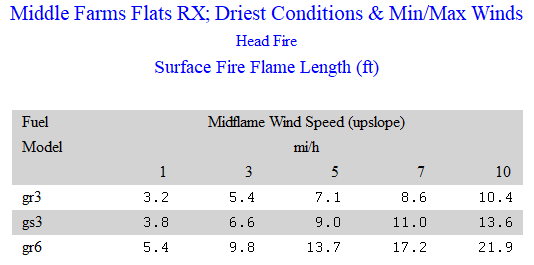 Middle Farms Flats RX; Driest Conditions & Min/Max Winds
Head Fire
Surface Fire Flame Length (ft)
Fuel Midflame Wind Speed (upslope)
Model mi/h
1 3 5 7 10
gr3 3.2 5.4 7.1 8.6 10.4
gs3 3.8 6.6 9.0 11.0 13.6
gr6 5.4 9.8 13.7 17.2 21.9